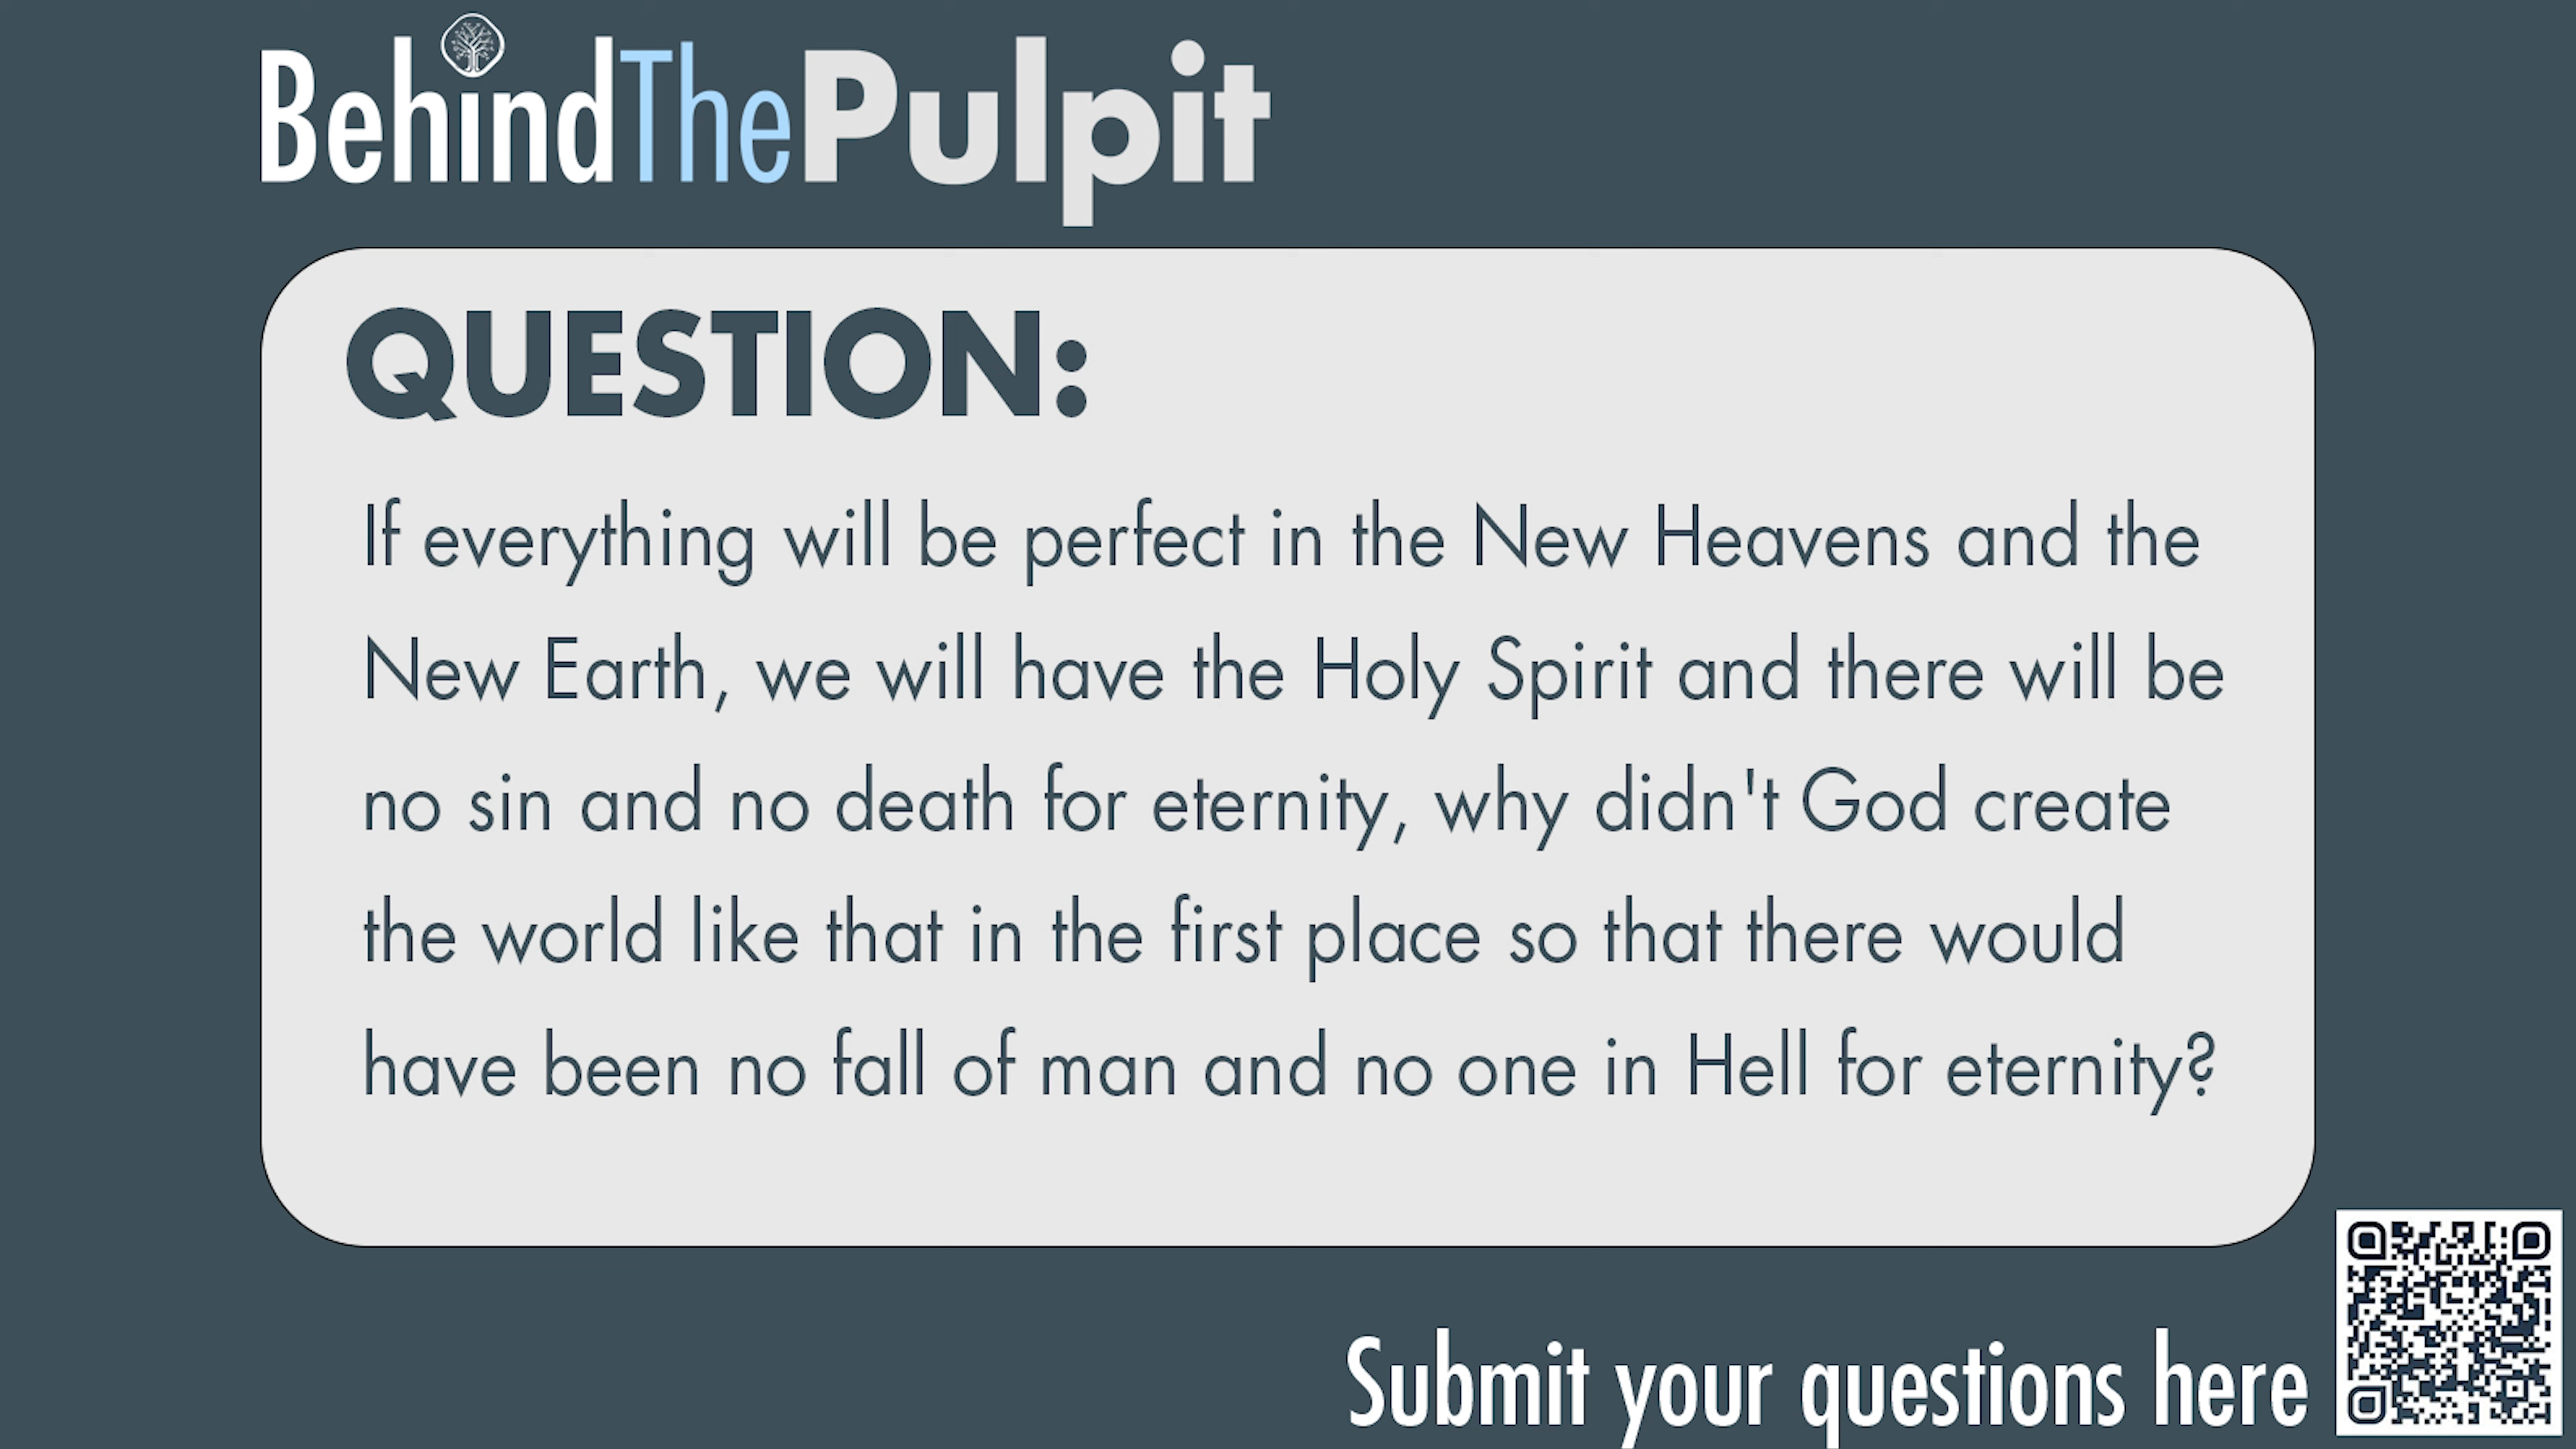 BehindThePulpit
QUESTION:
If everything will be perfect in the New Heavens and the
New Earth, we will have the Holy Spirit and there will be
no sin and no death for eternity, why didn't God create
the world like that in the first place so that there would
have been no fall of man and no one in Hell for eternity?
Submit your questions here